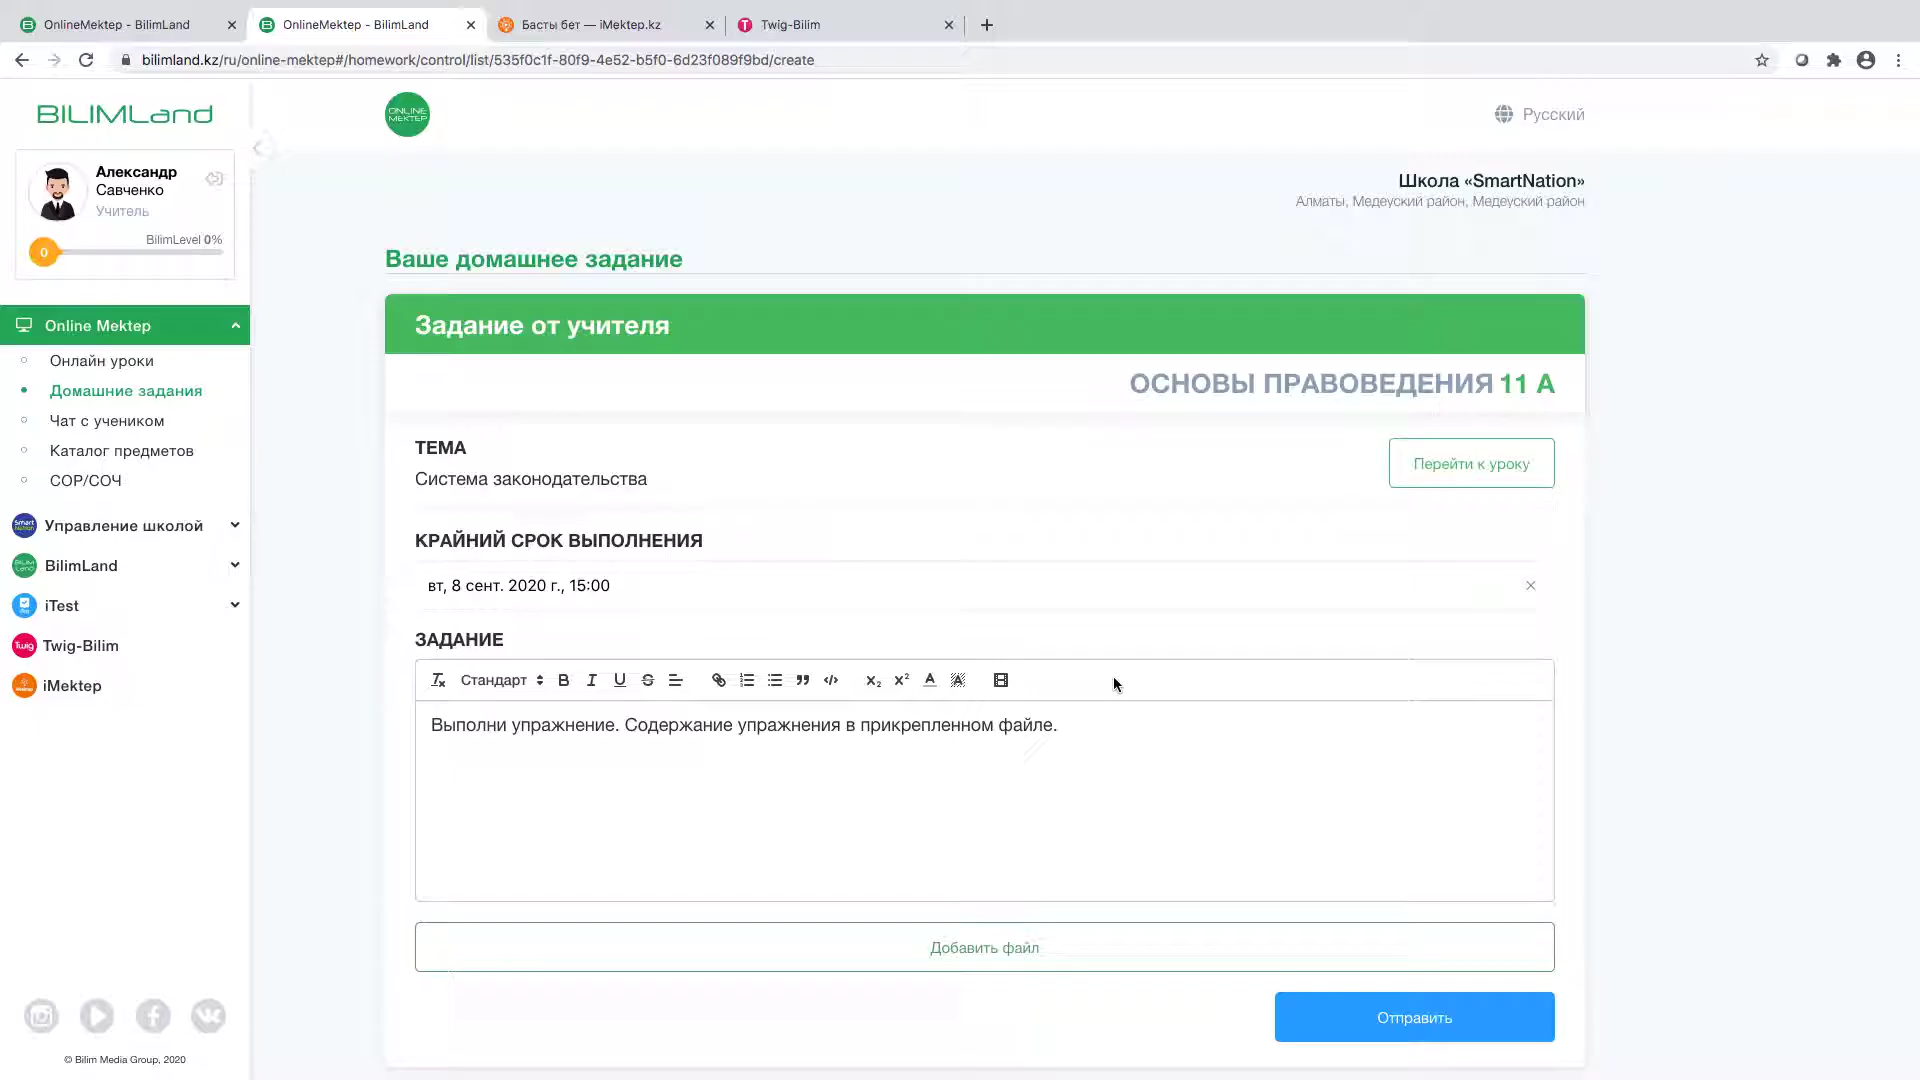 OnlineMektep - BilimLand
OnlineMektep - BilimLand
Басты бет — iMektep.kz
Twig-Bilim
bilimland.kz/ru/online-mektep#/homework/control/list/535f0c1f-80f9-4e52-b5f0-6d23f089f9bd/create
BILIMLand
ONLINE
MEKTEP
Русский
Александр
Савченко
Учитель
BilimLevel 0%
0
Школа «SmartNation»
Алматы, Медеуский район, Медеуский район
Ваше домашнее задание
Online Mektep
Онлайн уроки
Домашние задания
Чат с учеником
Каталог предметов
СОР/СОЧ
Управление школой
BilimLand
iTest
Twig
Twig-Bilim
iMektep
Задание от учителя
ОСНОВЫ ПРАВОВЕДЕНИЯ 11 А
ТЕМА
Система законодательства
Перейти к уроку
КРАЙНИЙ СРОК ВЫПОЛНЕНИЯ
вт, 8 сент. 2020 г., 15:00
ЗАДАНИЕ
Стандарт
Выполни упражнение. Содержание упражнения в прикрепленном файле.
Добавить файл
Отправить
© Bilim Media Group, 2020